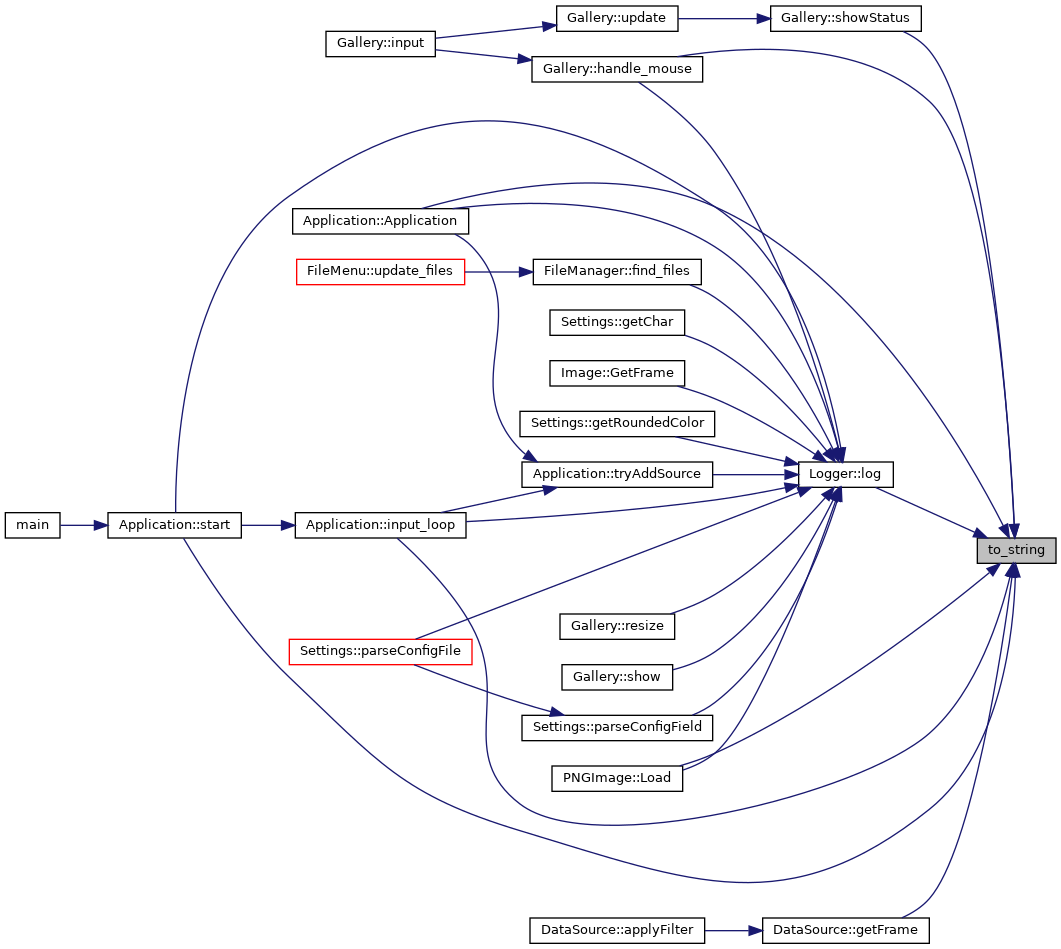 Gallery::update
Gallery::showStatus
Gallery::input
Gallery::handle_mouse
Application::Application
FileMenu::update_files
FileManager::find_files
Settings::getChar
Image::GetFrame
Settings::getRoundedColor
Application::tryAddSource
Logger::log
main
Application::start
Application::input_loop
to_string
Gallery::resize
Settings::parseConfigFile
Gallery::show
Settings::parseConfigField
PNGImage::Load
DataSource::applyFilter
DataSource::getFrame